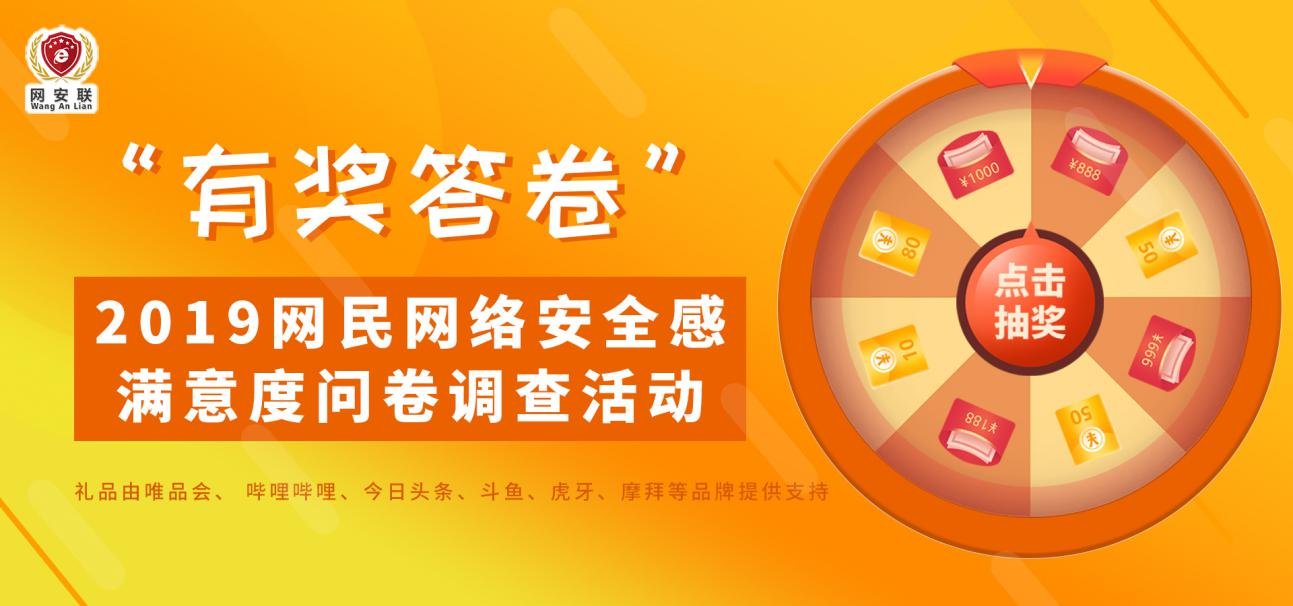 网安联
Wang An Lian
“有奖答卷”
2019网民网络安全感
满意度问卷调查活动
礼品由唯品会、 哔哩哔哩、今日头条、斗鱼、虎牙、摩拜等品牌提供支持
¥1000
¥888
80
50
点击
抽奖
10
¥666
¥188
50